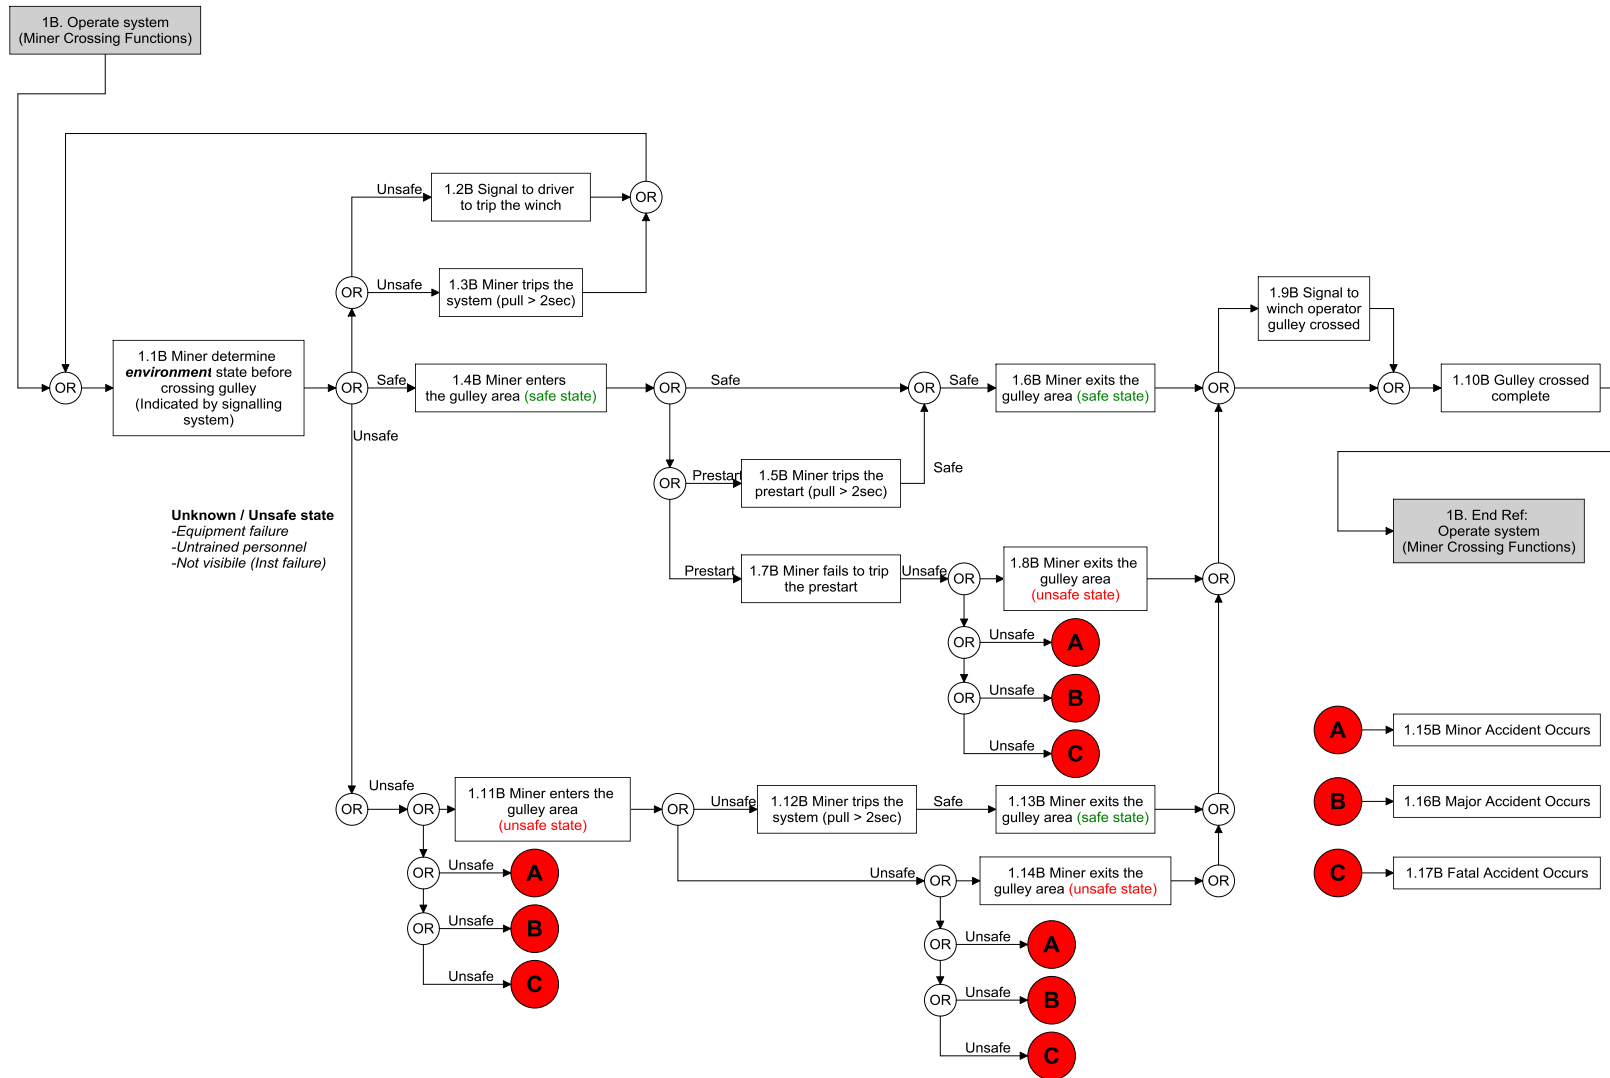 1B. Operate system
(Miner Crossing Functions)
Unsafe
1.2B Signal to driver
to trip the winch
OR
OR
Unsafe
1.3B Miner trips the
system (pull > 2sec)
1.9B Signal to
winch operator
gulley crossed
OR
1.1B Miner determine
environment state before
crossing gulley
(Indicated by signalling
system)
OR
Safe
1.4B Miner enters
the gulley area (safe state)
OR
Safe
OR
Safe
1.6B Miner exits the
gulley area (safe state)
OR
OR
1.10B Gulley crossed
complete
Unsafe
OR
Prestart
1.5B Miner trips the
prestart (pull > 2sec)
Safe
Unknown / Unsafe state
-Equipment failure
-Untrained personnel
-Not visibile (Inst failure)
1B. End Ref:
Operate system
(Miner Crossing Functions)
Prestart
1.7B Miner fails to trip
the prestart
Unsafe
OR
1.8B Miner exits the
gulley area
(unsafe state)
OR
OR
Unsafe
A
OR
Unsafe
B
Unsafe
C
A
1.15B Minor Accident Occurs
B
1.16B Major Accident Occurs
C
1.17B Fatal Accident Occurs
OR
Unsafe
OR
1.11B Miner enters the
gulley area
(unsafe state)
OR
Unsafe
1.12B Miner trips the
system (pull > 2sec)
Safe
1.13B Miner exits the
gulley area (safe state)
OR
OR
Unsafe
A
OR
Unsafe
B
Unsafe
C
Unsafe
OR
1.14B Miner exits the
gulley area (unsafe state)
OR
OR
Unsafe
A
OR
Unsafe
B
Unsafe
C